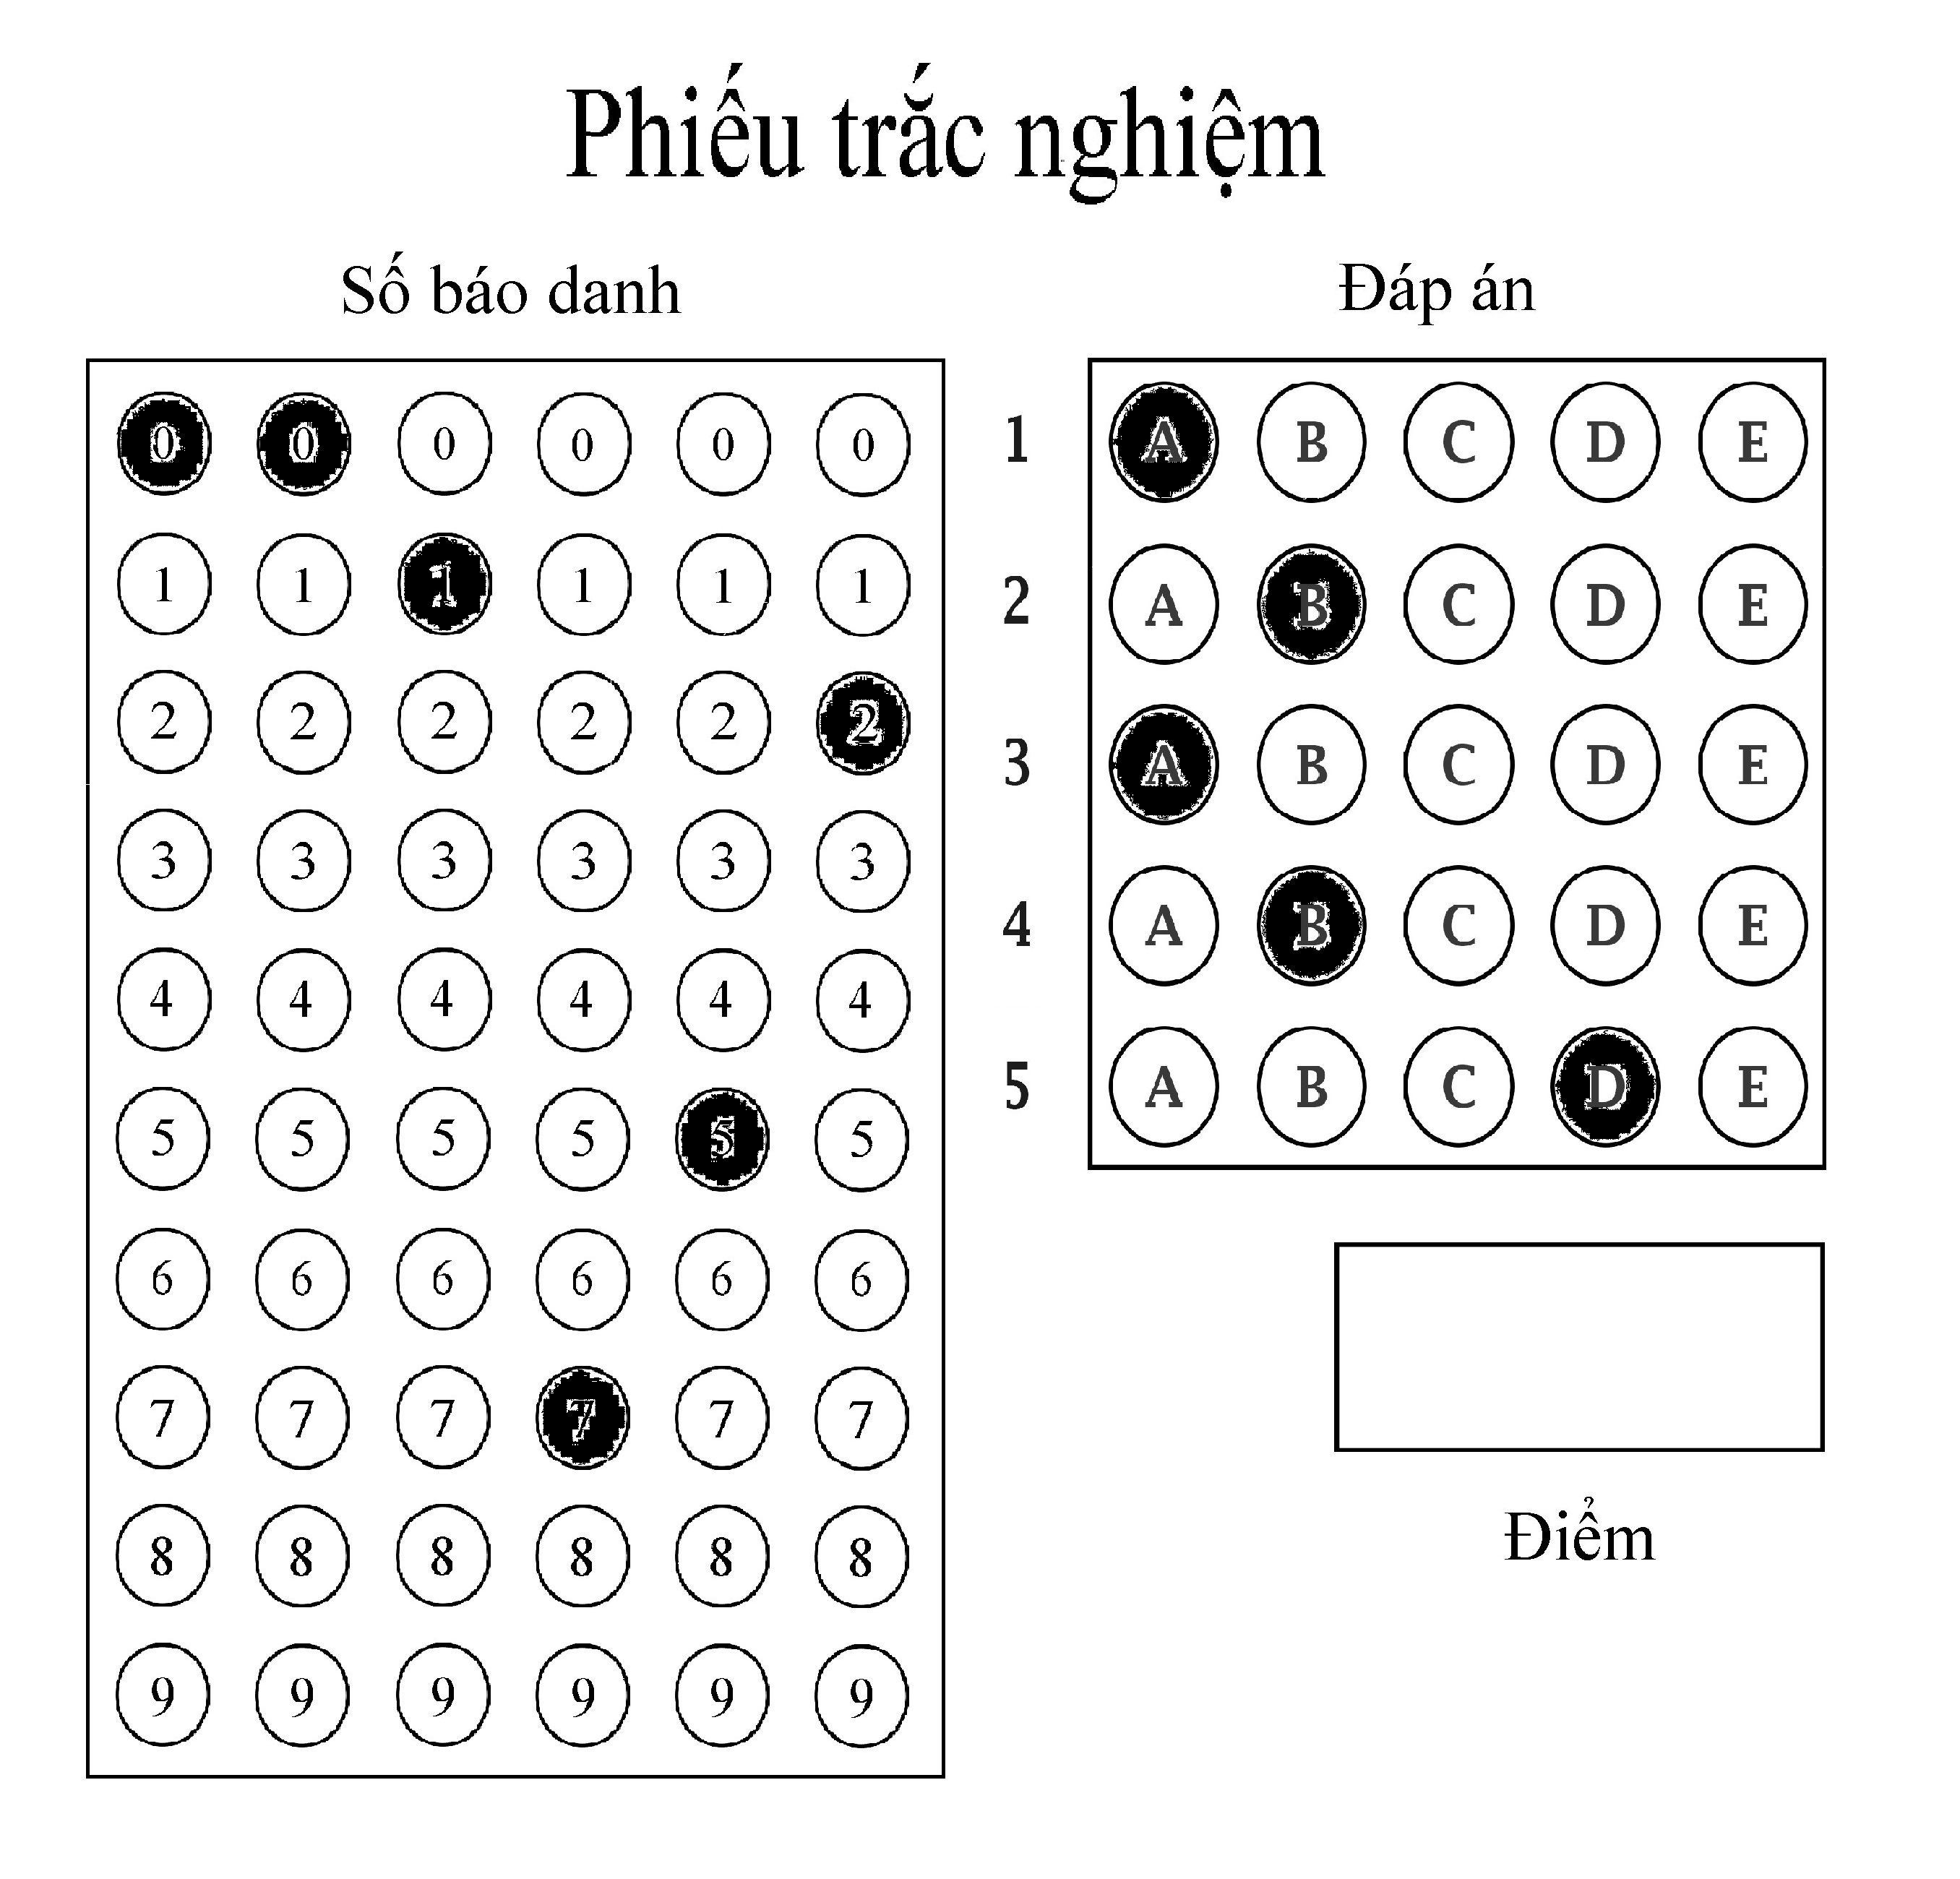 Phiếu trắc nghiệm
Số báo danh
0 0 0 0 0 0
1 1 1 1 1 1
2 2 2 2 2 2
3 3 3 3 3 3
4 4 4 4 4 4
5 5 5 5 5 5
6 6 6 6 6 6
7 7 7 7 7 7
8 8 8 8 8 8
9 9 9 9 9 9
Đáp án
1 A B C D E
2 A B C D E
3 A B C D E
4 A B C D E
5 A B C D E
Điểm